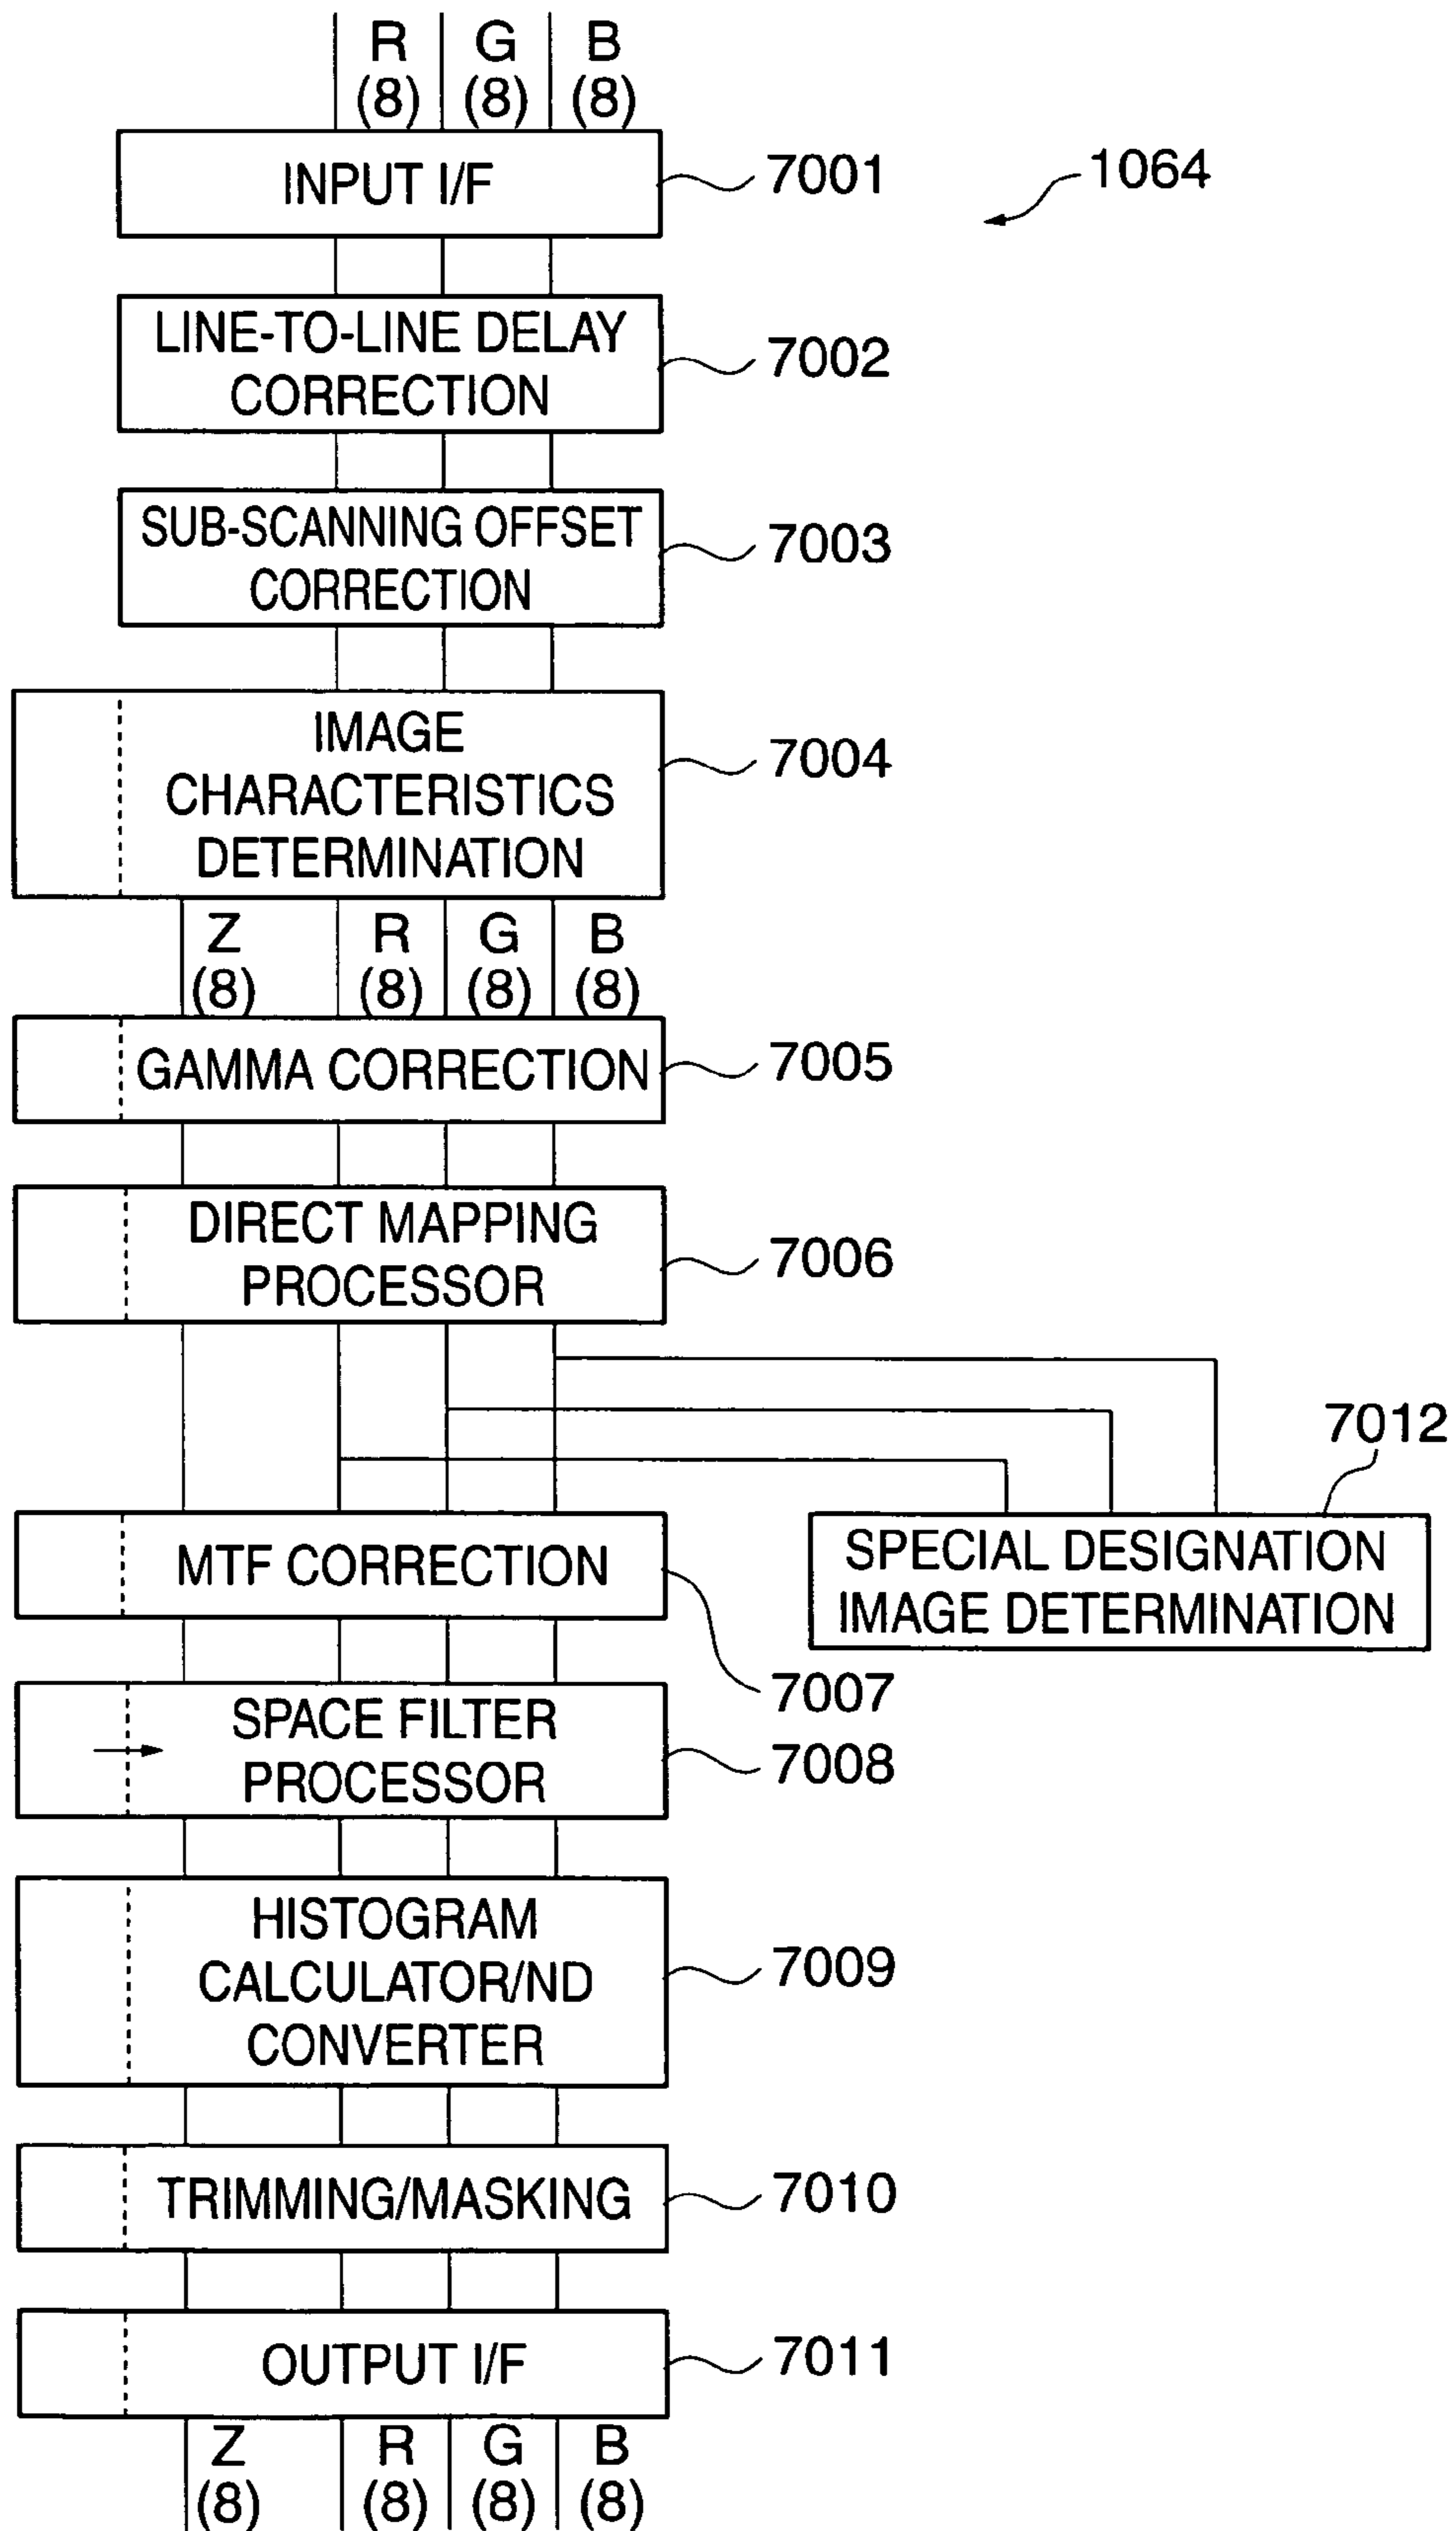 R G B
(8) (8) (8)
INPUT I/F
7001
1064
LINE-TO-LINE DELAY
CORRECTION
7002
SUB-SCANNING OFFSET
CORRECTION
7003
IMAGE
CHARACTERISTICS
DETERMINATION
7004
Z R G B
(8) (8) (8) (8)
GAMMA CORRECTION
7005
DIRECT MAPPING
PROCESSOR
7006
7012
SPECIAL DESIGNATION
IMAGE DETERMINATION
MTF CORRECTION
7007
SPACE FILTER
PROCESSOR
7008
HISTOGRAM
CALCULATOR/ND
CONVERTER
7009
TRIMMING/MASKING
7010
OUTPUT I/F
7011
Z R G B
(8) (8) (8) (8)